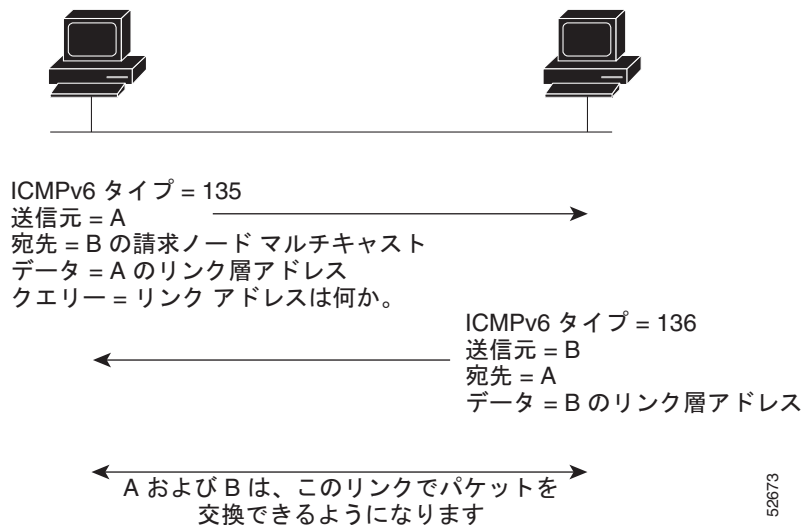 ICMPv6 タイプ = 135
送信元 = A
宛先 = B の請求ノード マルチキャスト
データ = A のリンク層アドレス
クエリー = リンク アドレスは何か。
ICMPv6 タイプ = 136
送信元 = B
宛先 = A
データ = B のリンク層アドレス
A および B は、このリンクでパケットを
交換できるようになります
52673